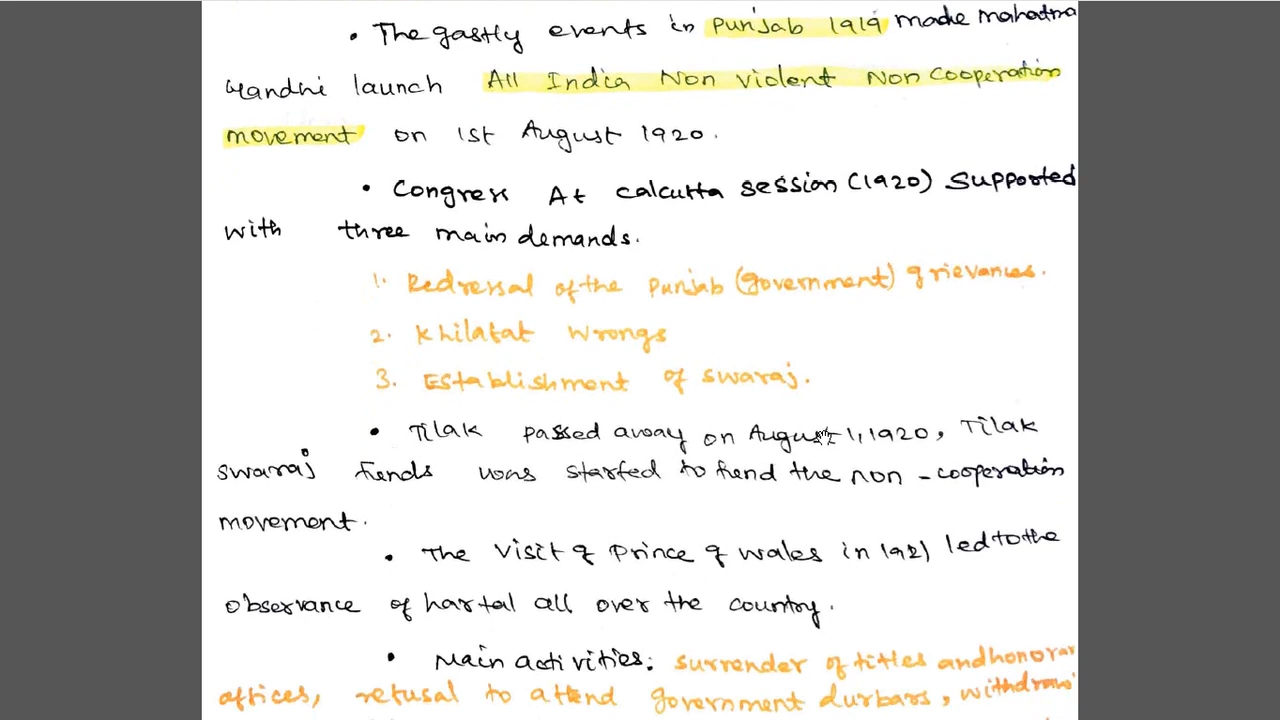 • The gastly events in Punjab 1919 made mahatma
Gandhi launch All India Non violent Non cooperation
movement on 1st August 1920.
• Congress At calcutta session (1920) supported
with three main demands.
1. Redressal of the Punjab (government) grievances.
2. Khilafat wrongs
3. Establishment of swaraj.
• Tilak passed away on August 1, 1920, Tilak
swaraj funds was started to fund the non-cooperation
movement.
• The visit of Prince of wales in 1921 led to the
observance of hartal all over the country.
• Main activities: surrender of titles and honorar
offices, refusal to attend government durbars, withdrawl